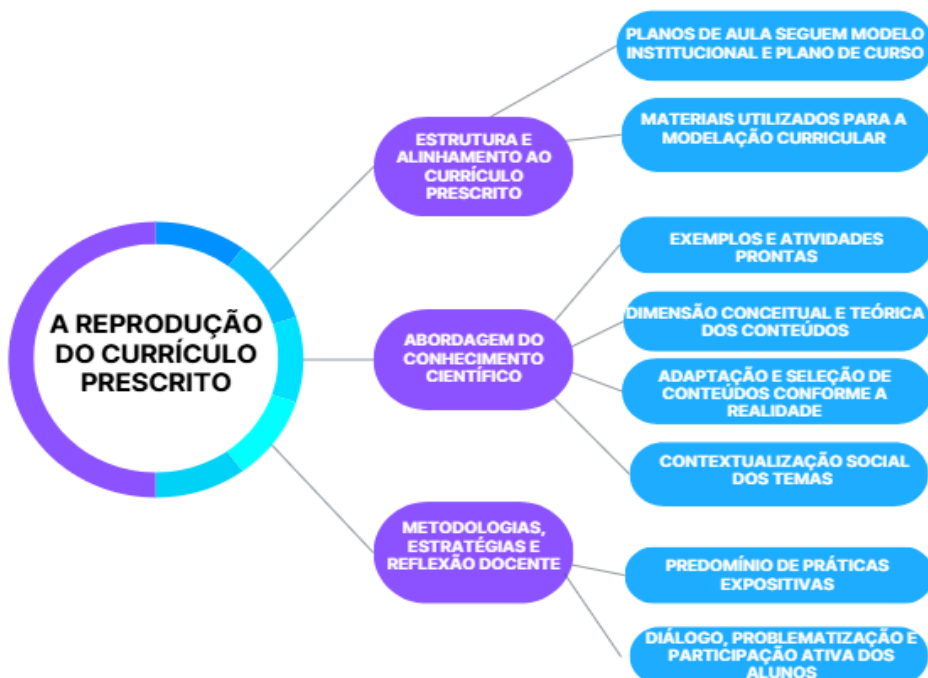 A REPRODUÇÃO
DO CURRÍCULO
PRESCRITO
ESTRUTURA E
ALINHAMENTO AO
CURRÍCULO
PRESCRITO
PLANOS DE AULA SEGUEM MODELO
INSTITUCIONAL E PLANO DE CURSO
MATERIAIS UTILIZADOS PARA A
MODELAÇÃO CURRICULAR
ABORDAGEM DO
CONHECIMENTO
CIENTÍFICO
EXEMPLOS E ATIVIDADES
PRONTAS
DIMENSÃO CONCEITUAL E TEÓRICA
DOS CONTEÚDOS
ADAPTAÇÃO E SELEÇÃO DE
CONTEÚDOS CONFORME A
REALIDADE
CONTEXTUALIZAÇÃO SOCIAL
DOS TEMAS
METODOLOGIAS,
ESTRATÉGIAS E
REFLEXÃO DOCENTE
PREDOMÍNIO DE PRÁTICAS
EXPOSITIVAS
DIÁLOGO, PROBLEMATIZAÇÃO E
PARTICIPAÇÃO ATIVA DOS
ALUNOS